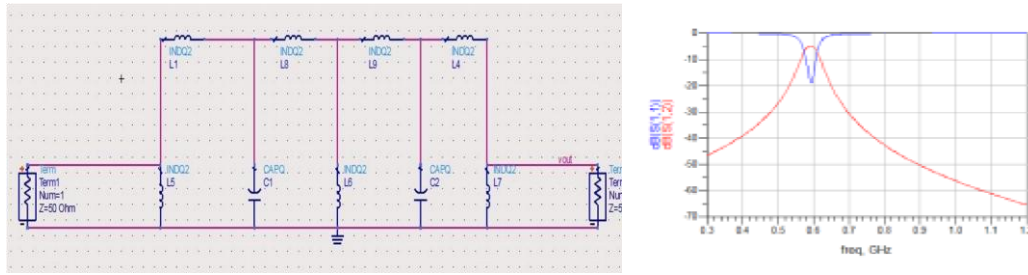 INDQ2
L1
INDQ2
L8
INDQ2
L9
INDQ2
L4
Term
Term1
Num=1
Z=50 Ohm
INDQ2
L5
CAPQ
C1
INDQ2
L6
CAPQ
C2
INDQ2
L7
vout
Ter
Num
Z=5
dB(S(1,1))
dB(S(1,2))
0
-10
-20
-30
-40
-50
-60
-70
0.3
0.4
0.5
0.6
0.7
0.8
0.9
1.0
1.1
freq, GHz